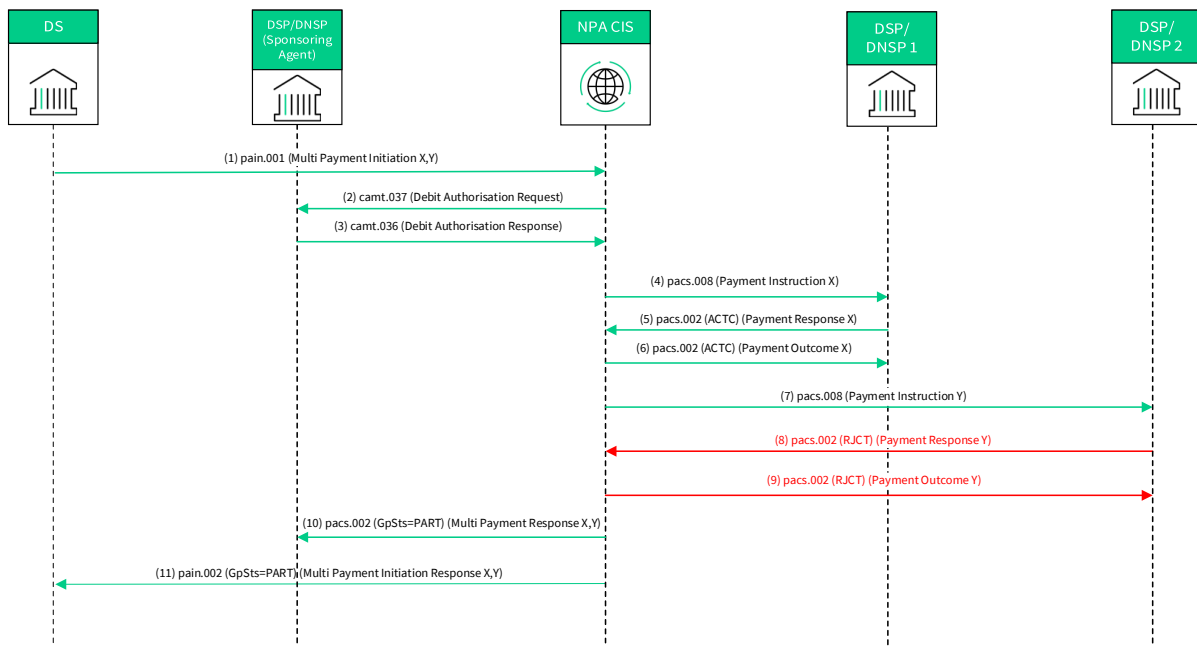 DS
DSP/DNSP
(Sponsoring
Agent)
NPA CIS
DSP/
DNSP 1
DSP/
DNSP 2
(1) pain.001 (Multi Payment Initiation X,Y)
(2) camt.037 (Debit Authorisation Request)
(3) camt.036 (Debit Authorisation Response)
(4) pacs.008 (Payment Instruction X)
(5) pacs.002 (ACTC) (Payment Response X)
(6) pacs.002 (ACTC) (Payment Outcome X)
(7) pacs.008 (Payment Instruction Y)
(8) pacs.002 (RJCT) (Payment Response Y)
(9) pacs.002 (RJCT) (Payment Outcome Y)
(10) pacs.002 (GpSts=PART) (Multi Payment Response X,Y)
(11) pain.002 (GpSts=PART) (Multi Payment Initiation Response X,Y)